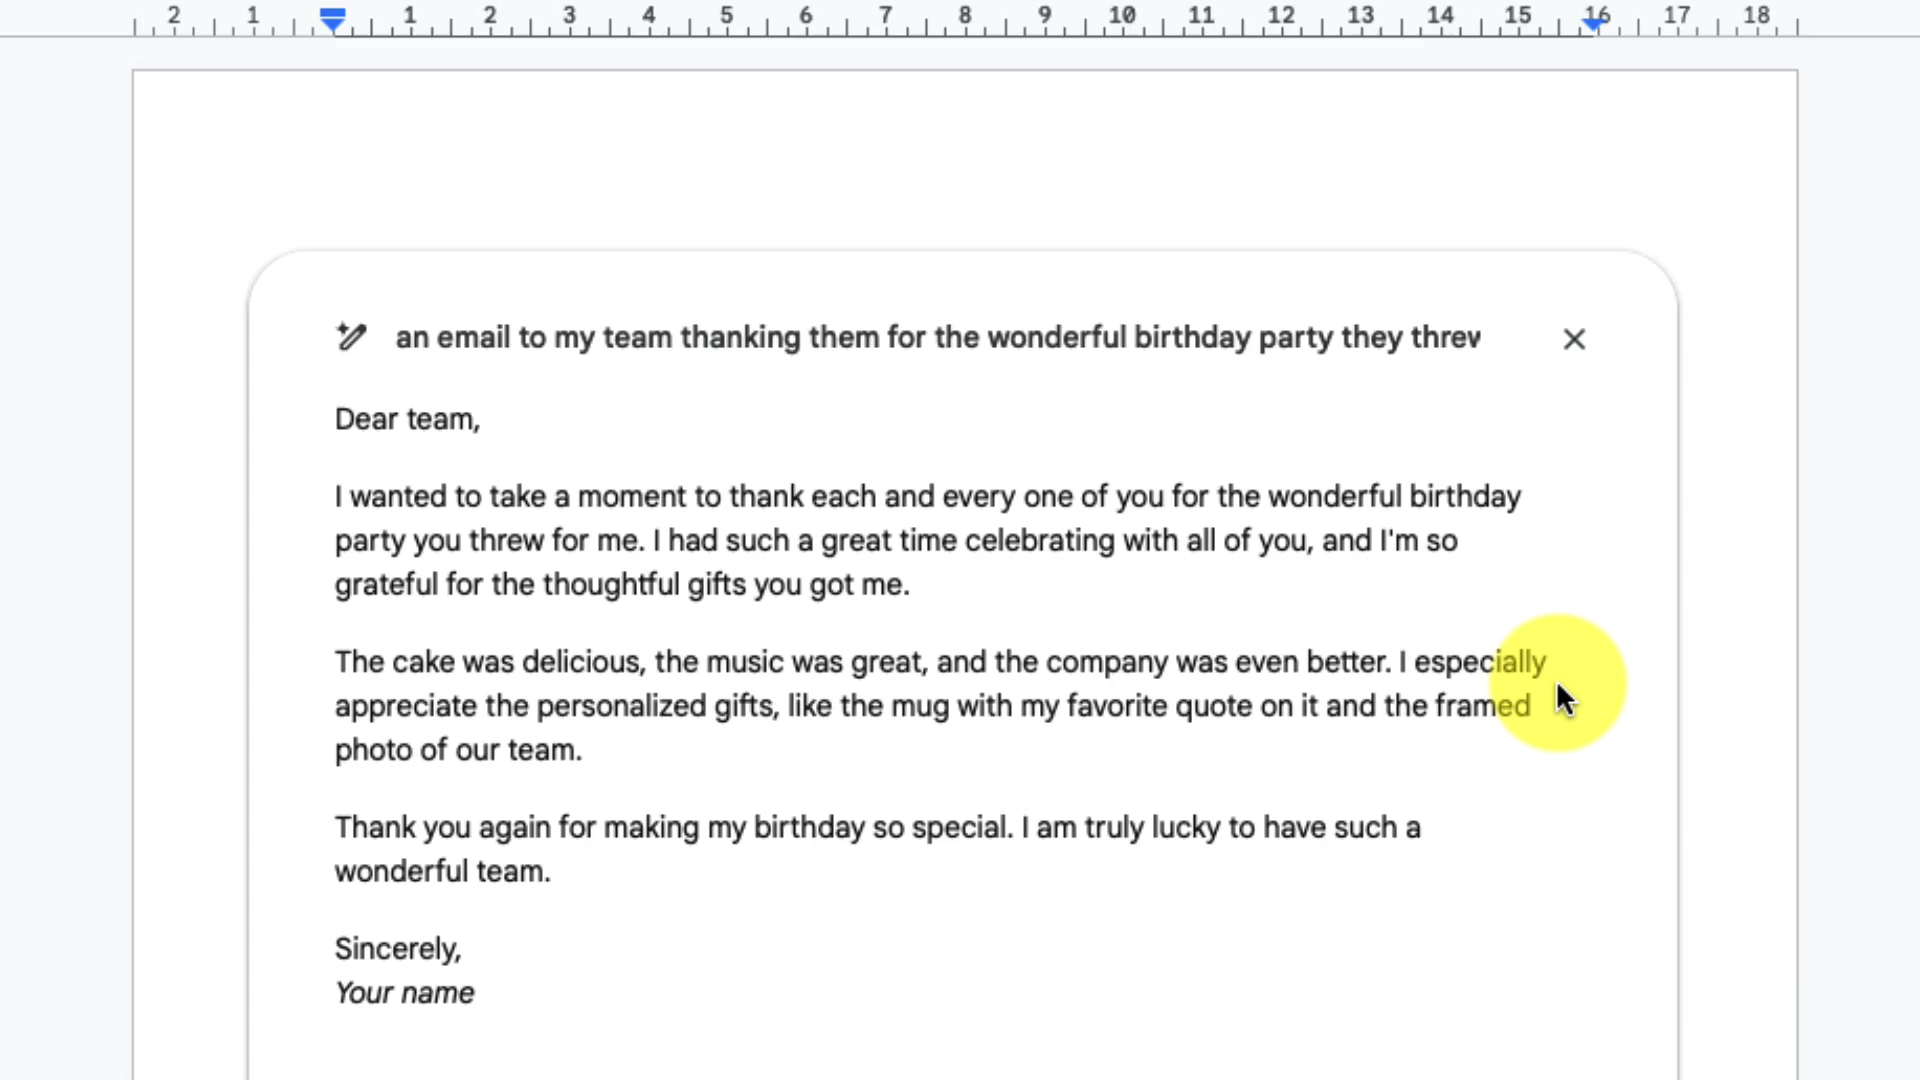 2 1 1 2 3 4 5 6 7 8 9 10 11 12 13 14 15 16 17 18
an email to my team thanking them for the wonderful birthday party they threw
Dear team,
I wanted to take a moment to thank each and every one of you for the wonderful birthday
party you threw for me. I had such a great time celebrating with all of you, and I'm so
grateful for the thoughtful gifts you got me.
The cake was delicious, the music was great, and the company was even better. I especially
appreciate the personalized gifts, like the mug with my favorite quote on it and the framed
photo of our team.
Thank you again for making my birthday so special. I am truly lucky to have such a
wonderful team.
Sincerely,
Your name